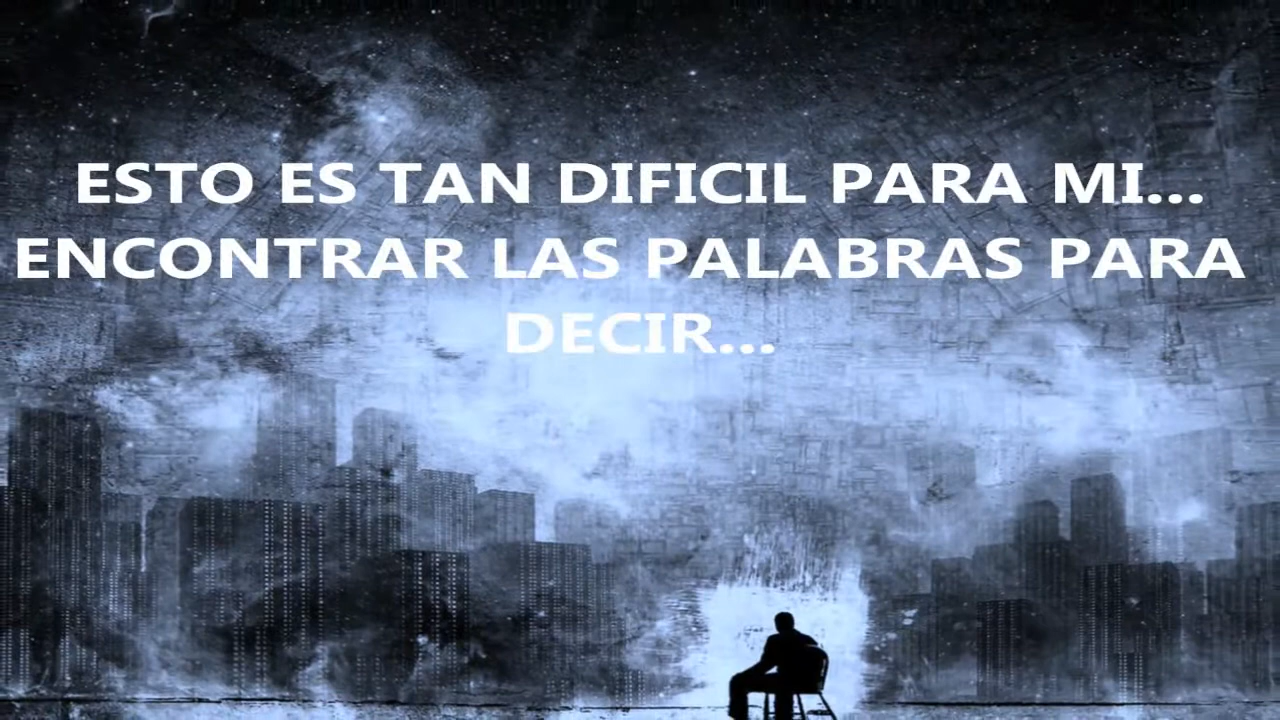 ESTO ES TAN DIFICIL PARA MI...
ENCONTRAR LAS PALABRAS PARA
DECIR...